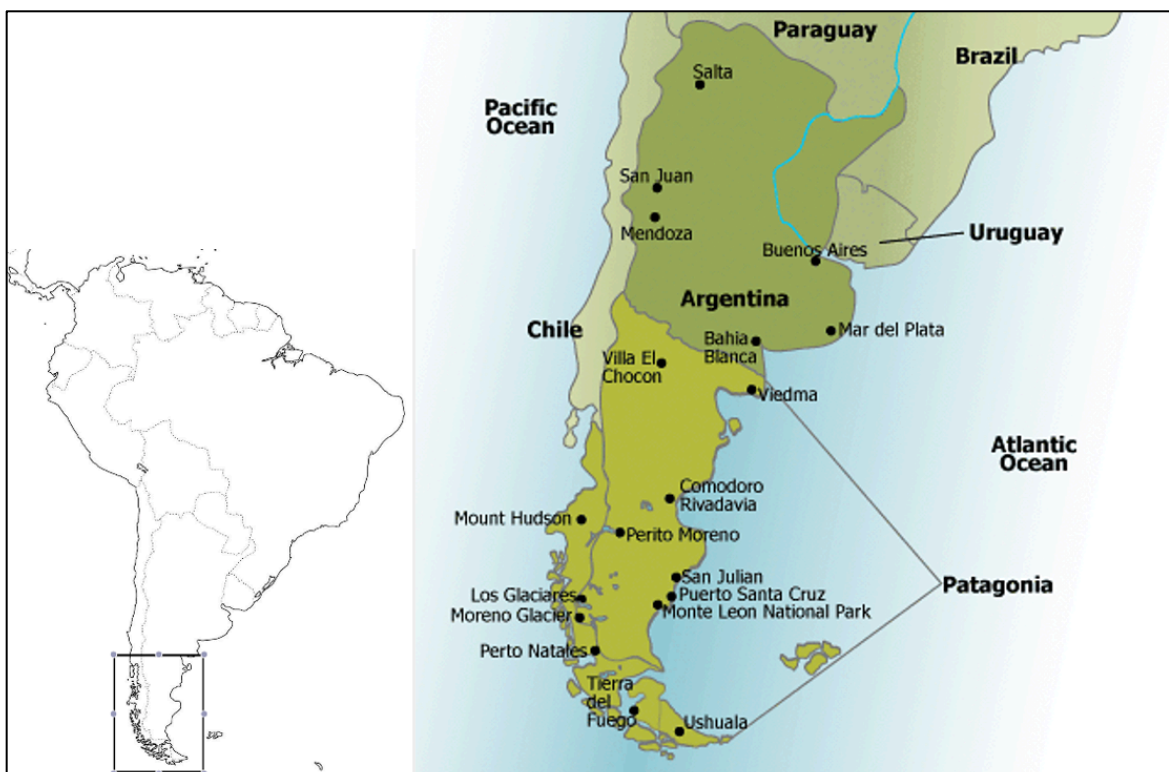 Paraguay
Brazil
Salta
Pacific
Ocean
San Juan
Mendoza
Uruguay
Buenos Aires
Argentina
Chile
Bahia
Blanca
Mar del Plata
Villa El
Chocon
Viedma
Atlantic
Ocean
Comodoro
Rivadavia
Mount Hudson
Perito Moreno
San Julian
Patagonia
Los Glaciares
Puerto Santa Cruz
Moreno Glacier
Monte Leon National Park
Perto Natales
Tierra
del
Fuego
Ushuala